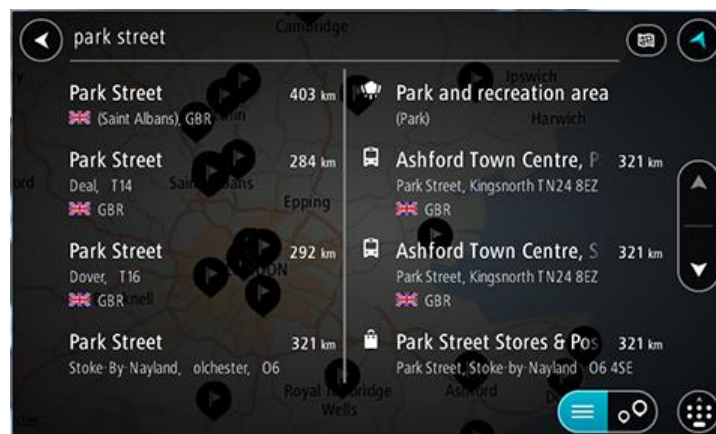 park street
Park Street 403 km
(Saint Albans), GBR
Park Street 284 km
Deal, T14
GBR
Park Street 292 km
Dover, T16
GBR
Park Street 321 km
Stoke-By-Nayland, olchester, O6
Park and recreation area
(Park)
Ashford Town Centre, P 321 km
Park Street, Kingsnorth TN24 8EZ
GBR
Ashford Town Centre, S 321 km
Park Street, Kingsnorth TN24 8EZ
GBR
Park Street Stores & Pos 321 km
Park Street, Stoke-by-Nayland O6 4SE
Cambridge
Ipswich
Harwich
Epping
Ashford
Wells